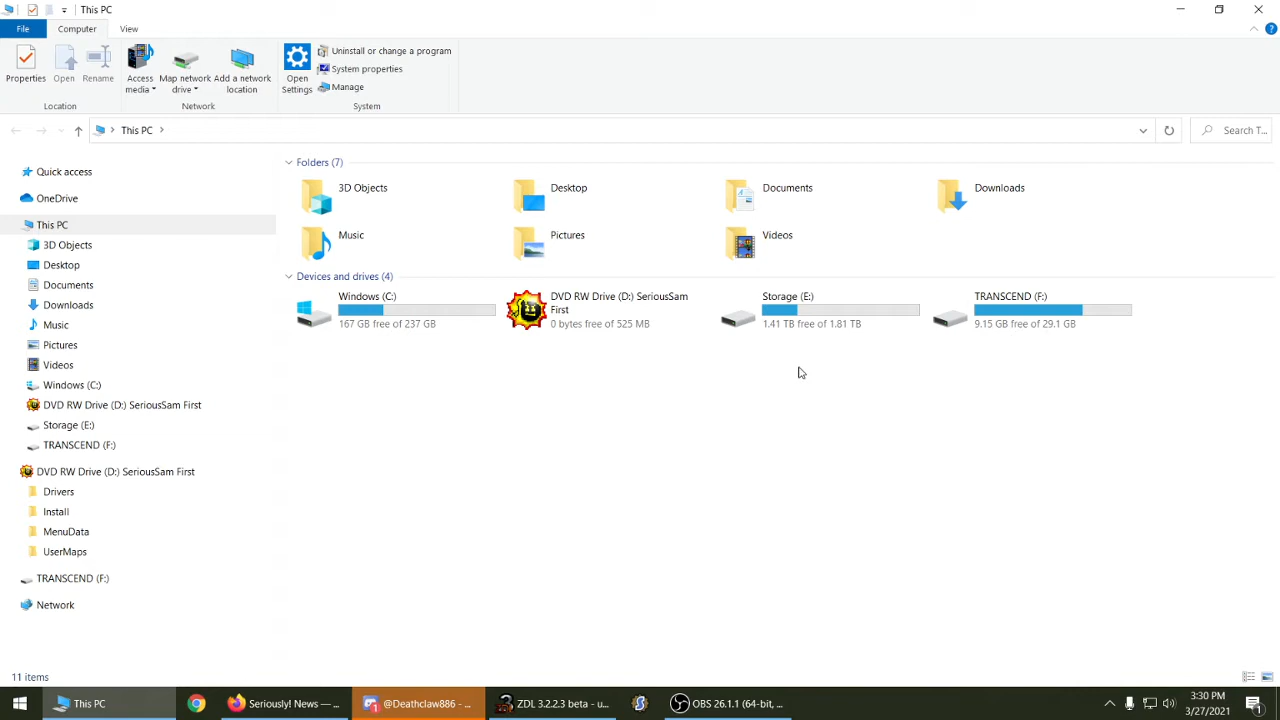 This PC
File
Computer
View
Properties
Open
Rename
Access media
Map network drive
Add a network location
Open Settings
Uninstall or change a program
System properties
Manage
Location
Network
System
This PC
Search T...
Quick access
OneDrive
This PC
3D Objects
Desktop
Documents
Downloads
Music
Pictures
Videos
Windows (C:)
DVD RW Drive (D:) SeriousSam
Storage (E:)
TRANSCEND (F:)
DVD RW Drive (D:) SeriousSam First
Drivers
Install
MenuData
UserMaps
TRANSCEND (F:)
Network
Folders (7)
3D Objects
Desktop
Documents
Downloads
Music
Pictures
Videos
Devices and drives (4)
Windows (C:)
167 GB free of 237 GB
DVD RW Drive (D:) SeriousSam
First
0 bytes free of 525 MB
Storage (E:)
1.41 TB free of 1.81 TB
TRANSCEND (F:)
9.15 GB free of 29.1 GB
11 items
This PC
Seriously! News — ...
@Deathclaw886 - ...
ZDL 3.2.2.3 beta - u...
OBS 26.1.1 (64-bit, ...
3:30 PM
3/27/2021
1